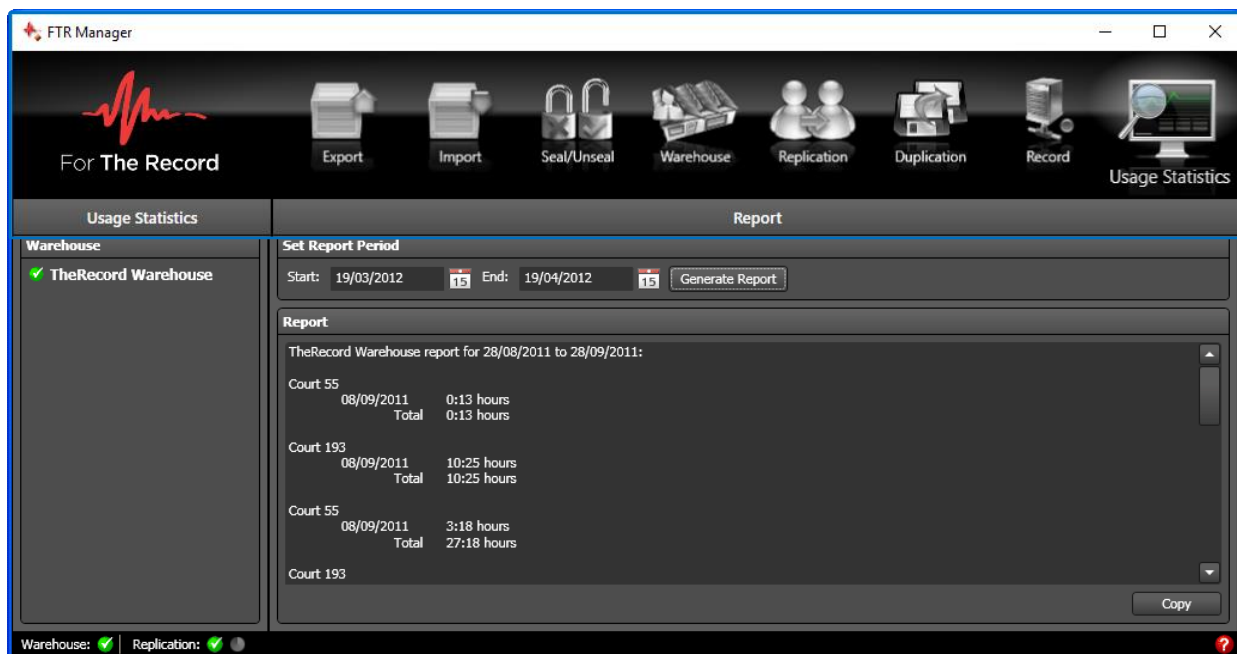 FTR Manager
For The Record
Export Import Seal/Unseal Warehouse Replication Duplication Record Usage Statistics
Usage Statistics Report
Warehouse
TheRecord Warehouse
Set Report Period
Start: 19/03/2012 15 End: 19/04/2012 15 Generate Report
Report
TheRecord Warehouse report for 28/08/2011 to 28/09/2011:
Court 55
08/09/2011 0:13 hours
Total 0:13 hours
Court 193
08/09/2011 10:25 hours
Total 10:25 hours
Court 55
08/09/2011 3:18 hours
Total 27:18 hours
Court 193
Copy
Warehouse: Replication: ?